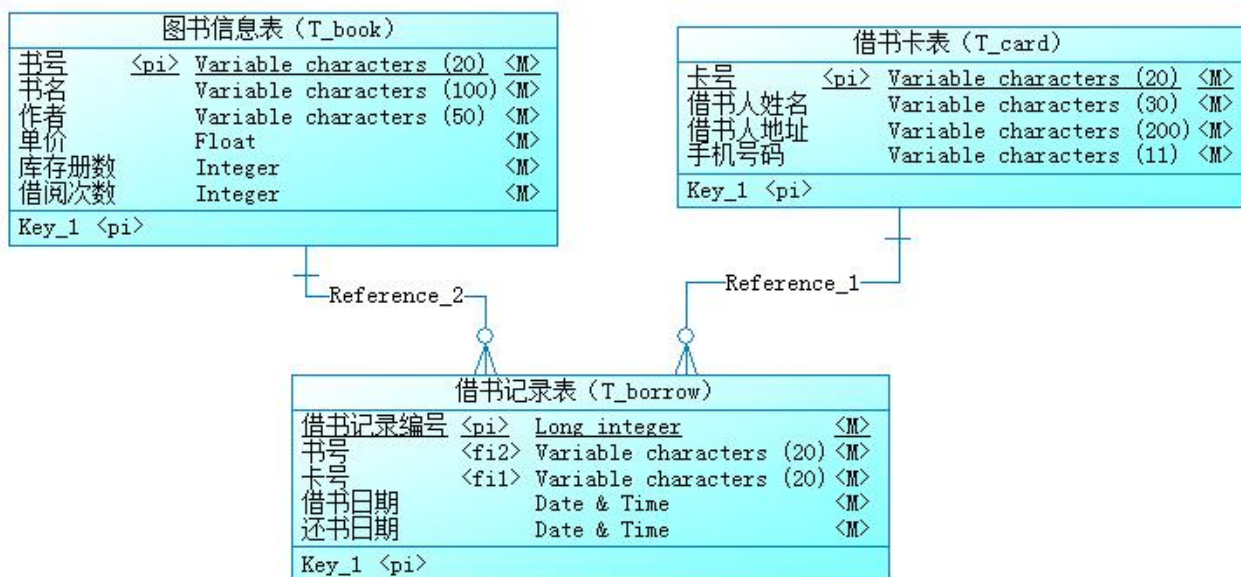 图书信息表（T_book）
书号 <pi> Variable characters (20) <M>
书名 Variable characters (100) <M>
作者 Variable characters (50) <M>
单价 Float <M>
库存册数 Integer <M>
借阅次数 Integer <M>
Key_1 <pi>
借书卡表（T_card）
卡号 <pi> Variable characters (20) <M>
借书人姓名 Variable characters (30) <M>
借书人地址 Variable characters (200) <M>
手机号码 Variable characters (11) <M>
Key_1 <pi>
Reference_2
Reference_1
借书记录表（T_borrow）
借书记录编号 <pi> Long integer <M>
书号 <fi2> Variable characters (20) <M>
卡号 <fi1> Variable characters (20) <M>
借书日期 Date & Time <M>
还书日期 Date & Time <M>
Key_1 <pi>